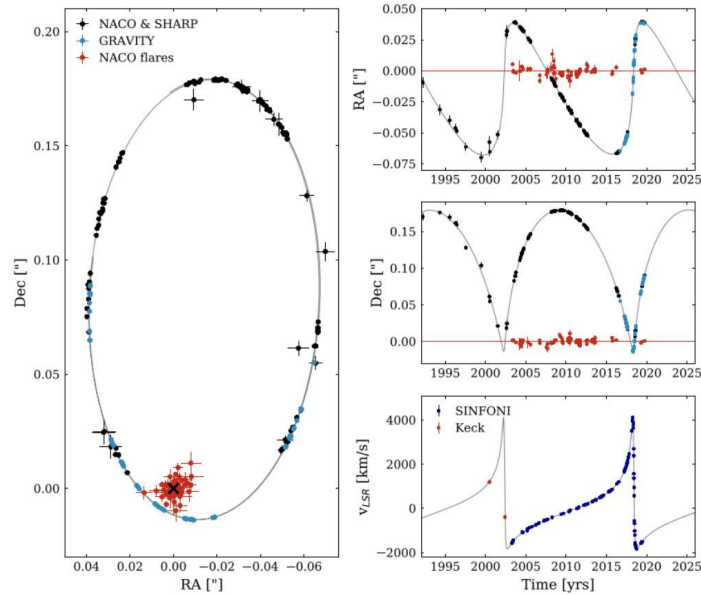 NACO & SHARP
GRAVITY
NACO flares
0.20
0.15
0.10
0.05
0.00
Dec ["]
0.04 0.02 0.00 −0.02 −0.04 −0.06
RA ["]
0.050
0.025
0.000
−0.025
−0.050
−0.075
RA ["]
1995 2000 2005 2010 2015 2020 2025
0.15
0.10
0.05
0.00
Dec ["]
1995 2000 2005 2010 2015 2020 2025
SINFONI
Keck
4000
2000
0
−2000
vLSR [km/s]
1995 2000 2005 2010 2015 2020 2025
Time [yrs]